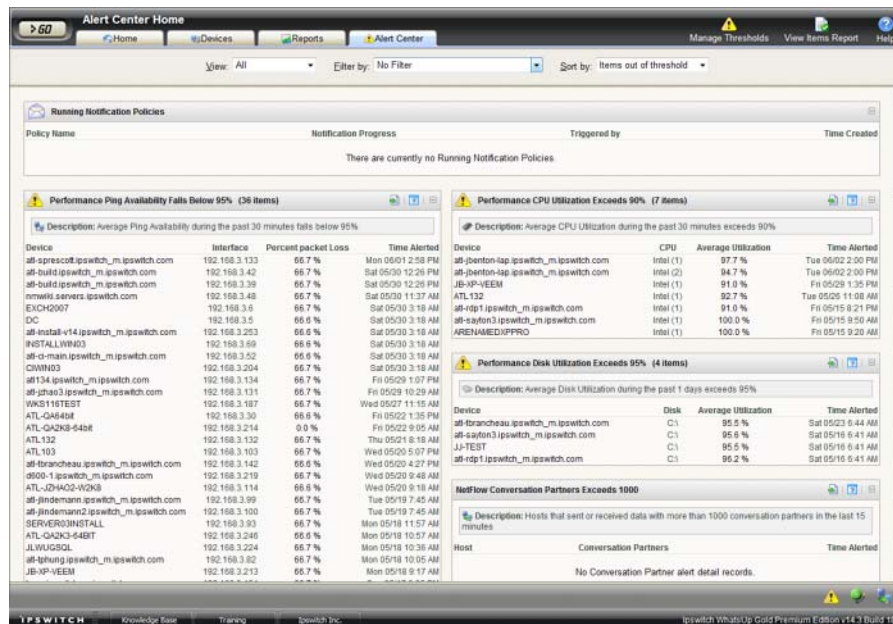 > GO
Alert Center Home
Home Devices Reports Alert Center
Manage Thresholds View Items Report Help
View: All Filter by: No Filter Sort by: Items out of threshold
Running Notification Policies
Policy Name Notification Progress Triggered by Time Created
There are currently no Running Notification Policies.
Performance Ping Availability Falls Below 95% (36 items)
Description: Average Ping Availability during the past 30 minutes falls below 95%
Device Interface Percent packet Loss Time Alerted
atl-sprescott.ipswitch_m.ipswitch.com 192.168.3.133 66.7 % Mon 06/01 2:58 PM
atl-build.ipswitch_m.ipswitch.com 192.168.3.42 66.6 % Sat 05/30 12:26 PM
atl-build.ipswitch_m.ipswitch.com 192.168.3.39 66.7 % Sat 05/30 12:26 PM
nmwiki.servers.ipswitch.com 192.168.3.48 66.7 % Sat 05/30 11:37 AM
EXCH2007 192.168.3.6 66.7 % Sat 05/30 3:18 AM
DC 192.168.3.5 66.6 % Sat 05/30 3:18 AM
atl-install-v14.ipswitch_m.ipswitch.com 192.168.3.253 66.6 % Sat 05/30 3:18 AM
INSTALLWIN03 192.168.3.69 66.6 % Sat 05/30 3:18 AM
atl-ci-main.ipswitch_m.ipswitch.com 192.168.3.52 66.6 % Sat 05/30 3:18 AM
CIWIN03 192.168.3.204 66.7 % Sat 05/30 3:18 AM
atl134.ipswitch_m.ipswitch.com 192.168.3.134 66.7 % Fri 05/29 1:07 PM
atl-jzhao3.ipswitch_m.ipswitch.com 192.168.3.131 66.7 % Fri 05/29 10:29 AM
WKS116TEST 192.168.3.187 66.7 % Wed 05/27 11:15 AM
ATL-QA64bit 192.168.3.30 66.6 % Fri 05/22 1:35 PM
ATL-QA2K8-64bit 192.168.3.214 0.0 % Fri 05/22 9:05 AM
ATL132 192.168.3.132 66.7 % Thu 05/21 8:18 AM
ATL103 192.168.3.103 66.7 % Wed 05/20 5:07 PM
atl-tbrancheau.ipswitch_m.ipswitch.com 192.168.3.142 66.6 % Wed 05/20 4:27 PM
d600-1.ipswitch_m.ipswitch.com 192.168.3.219 66.7 % Wed 05/20 9:48 AM
ATL-JZHAO2-W2K8 192.168.3.114 66.6 % Wed 05/20 9:18 AM
atl-jlindemann.ipswitch_m.ipswitch.com 192.168.3.99 66.7 % Tue 05/19 7:45 AM
atl-jlindemann2.ipswitch_m.ipswitch.com 192.168.3.100 66.7 % Tue 05/19 7:45 AM
SERVER03INSTALL 192.168.3.93 66.7 % Mon 05/18 11:57 AM
ATL-QA2K3-64BIT 192.168.3.246 66.6 % Mon 05/18 10:57 AM
JLWUGSQL 192.168.3.224 66.7 % Mon 05/18 10:36 AM
atl-tphung.ipswitch_m.ipswitch.com 192.168.3.82 66.7 % Mon 05/18 10:05 AM
JB-XP-VEEM 192.168.3.213 66.7 % Mon 05/18 9:17 AM
Performance CPU Utilization Exceeds 90% (7 items)
Description: Average CPU Utilization during the past 30 minutes exceeds 90%
Device CPU Average Utilization Time Alerted
atl-jbenton-lap.ipswitch_m.ipswitch.com Intel (1) 97.7 % Tue 06/02 2:00 PM
atl-jbenton-lap.ipswitch_m.ipswitch.com Intel (2) 94.7 % Tue 06/02 2:00 PM
JB-XP-VEEM Intel (1) 91.0 % Fri 05/29 1:35 PM
ATL132 Intel (1) 92.7 % Tue 05/26 11:08 AM
atl-rdp1.ipswitch_m.ipswitch.com Intel (1) 91.0 % Fri 05/15 8:21 PM
atl-sayton3.ipswitch_m.ipswitch.com Intel (1) 100.0 % Fri 05/15 9:50 AM
ARENAMEDXPPRO Intel (1) 100.0 % Fri 05/15 9:20 AM
Performance Disk Utilization Exceeds 95% (4 items)
Description: Average Disk Utilization during the past 1 days exceeds 95%
Device Disk Average Utilization Time Alerted
atl-tbrancheau.ipswitch_m.ipswitch.com C:\ 95.5 % Sat 05/23 6:44 AM
atl-sayton3.ipswitch_m.ipswitch.com C:\ 95.6 % Sat 05/16 6:41 AM
JJ-TEST C:\ 95.5 % Sat 05/16 6:41 AM
atl-rdp1.ipswitch_m.ipswitch.com C:\ 96.2 % Sat 05/16 6:41 AM
NetFlow Conversation Partners Exceeds 1000
Description: Hosts that sent or received data with more than 1000 conversation partners in the last 15
minutes
Host Conversation Partners Time Alerted
No Conversation Partner alert detail records.
IPSWITCH Knowledge Base Training Ipswitch Inc. Ipswitch WhatsUp Gold Premium Edition v14.3 Build